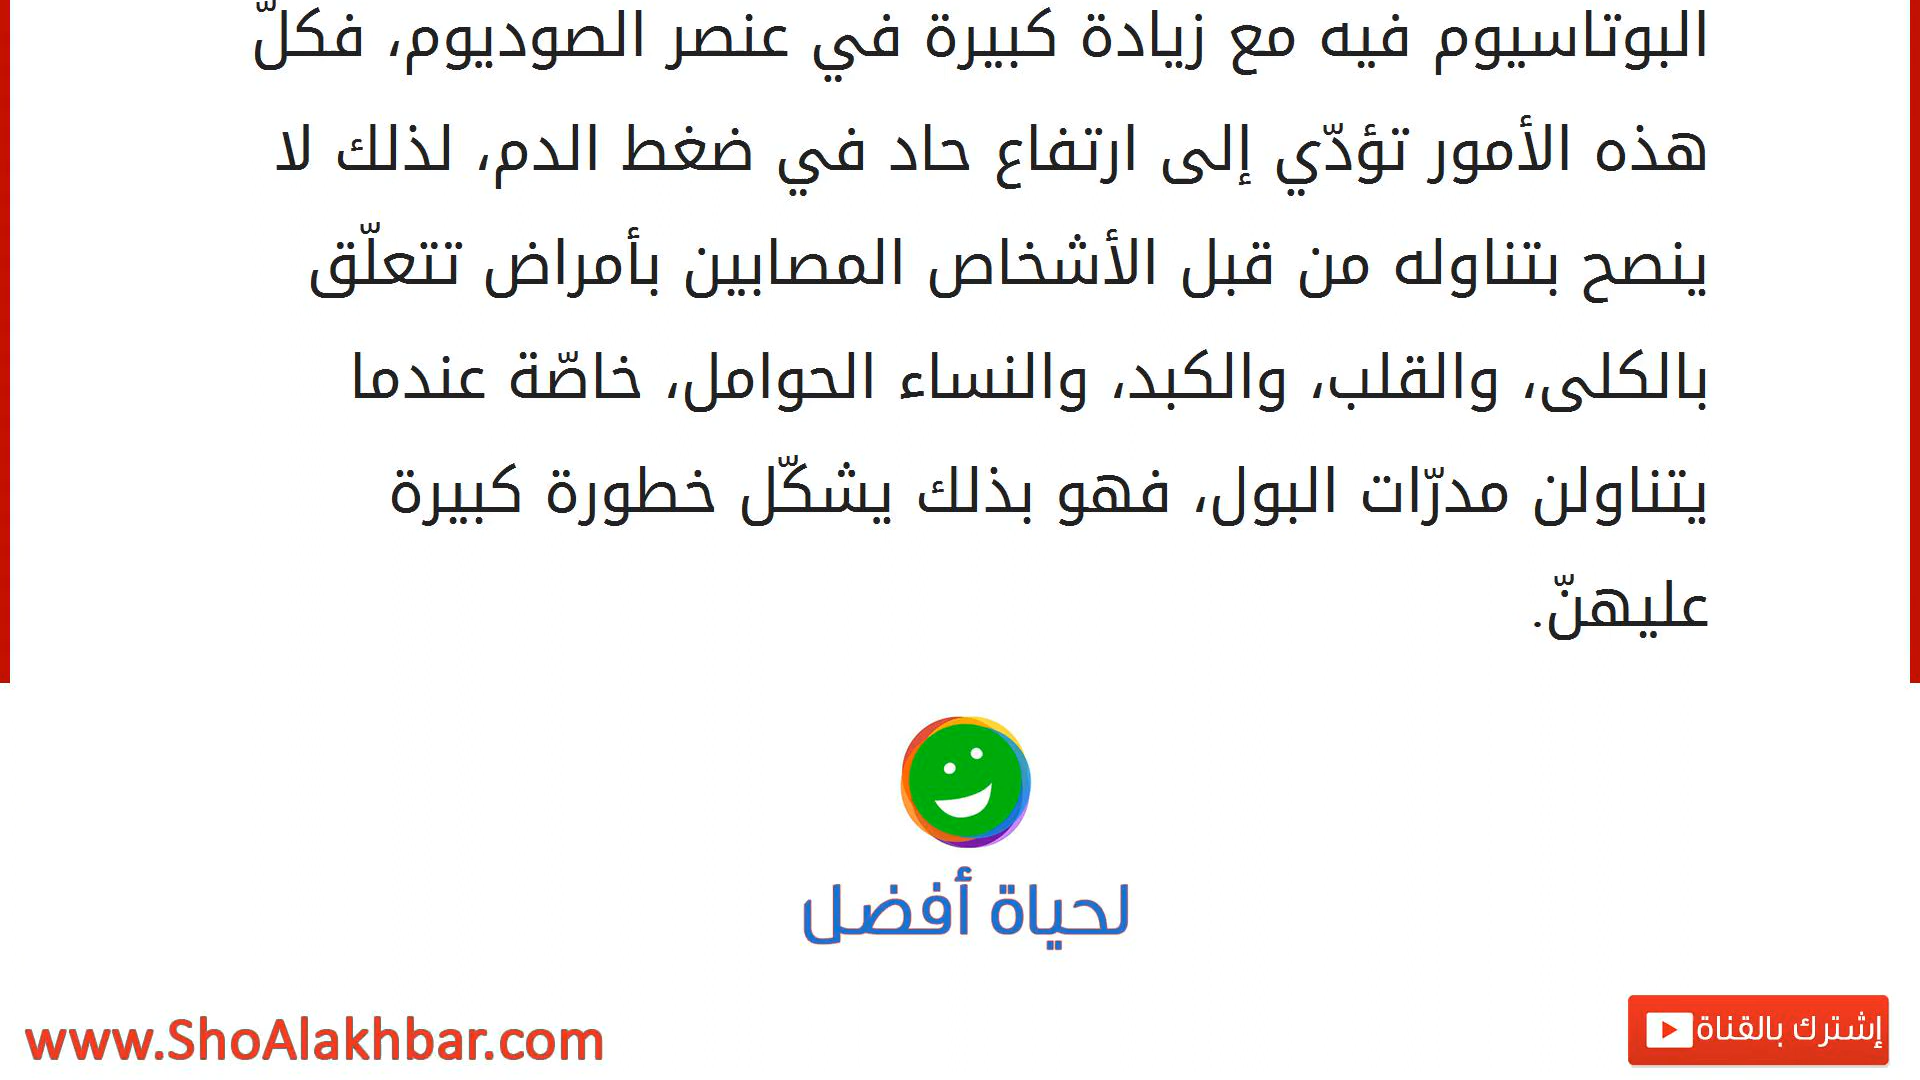 البوتاسيوم فيه مع زيادة كبيرة في عنصر الصوديوم، فكلّ
هذه الأمور تؤدّي إلى ارتفاع حاد في ضغط الدم، لذلك لا
ينصح بتناوله من قبل الأشخاص المصابين بأمراض تتعلّق
بالكلى، والقلب، والكبد، والنساء الحوامل، خاصّة عندما
يتناولن مدرّات البول، فهو بذلك يشكّل خطورة كبيرة
عليهنّ.
لحياة أفضل
www.ShoAlakhbar.com
إشترك بالقناة